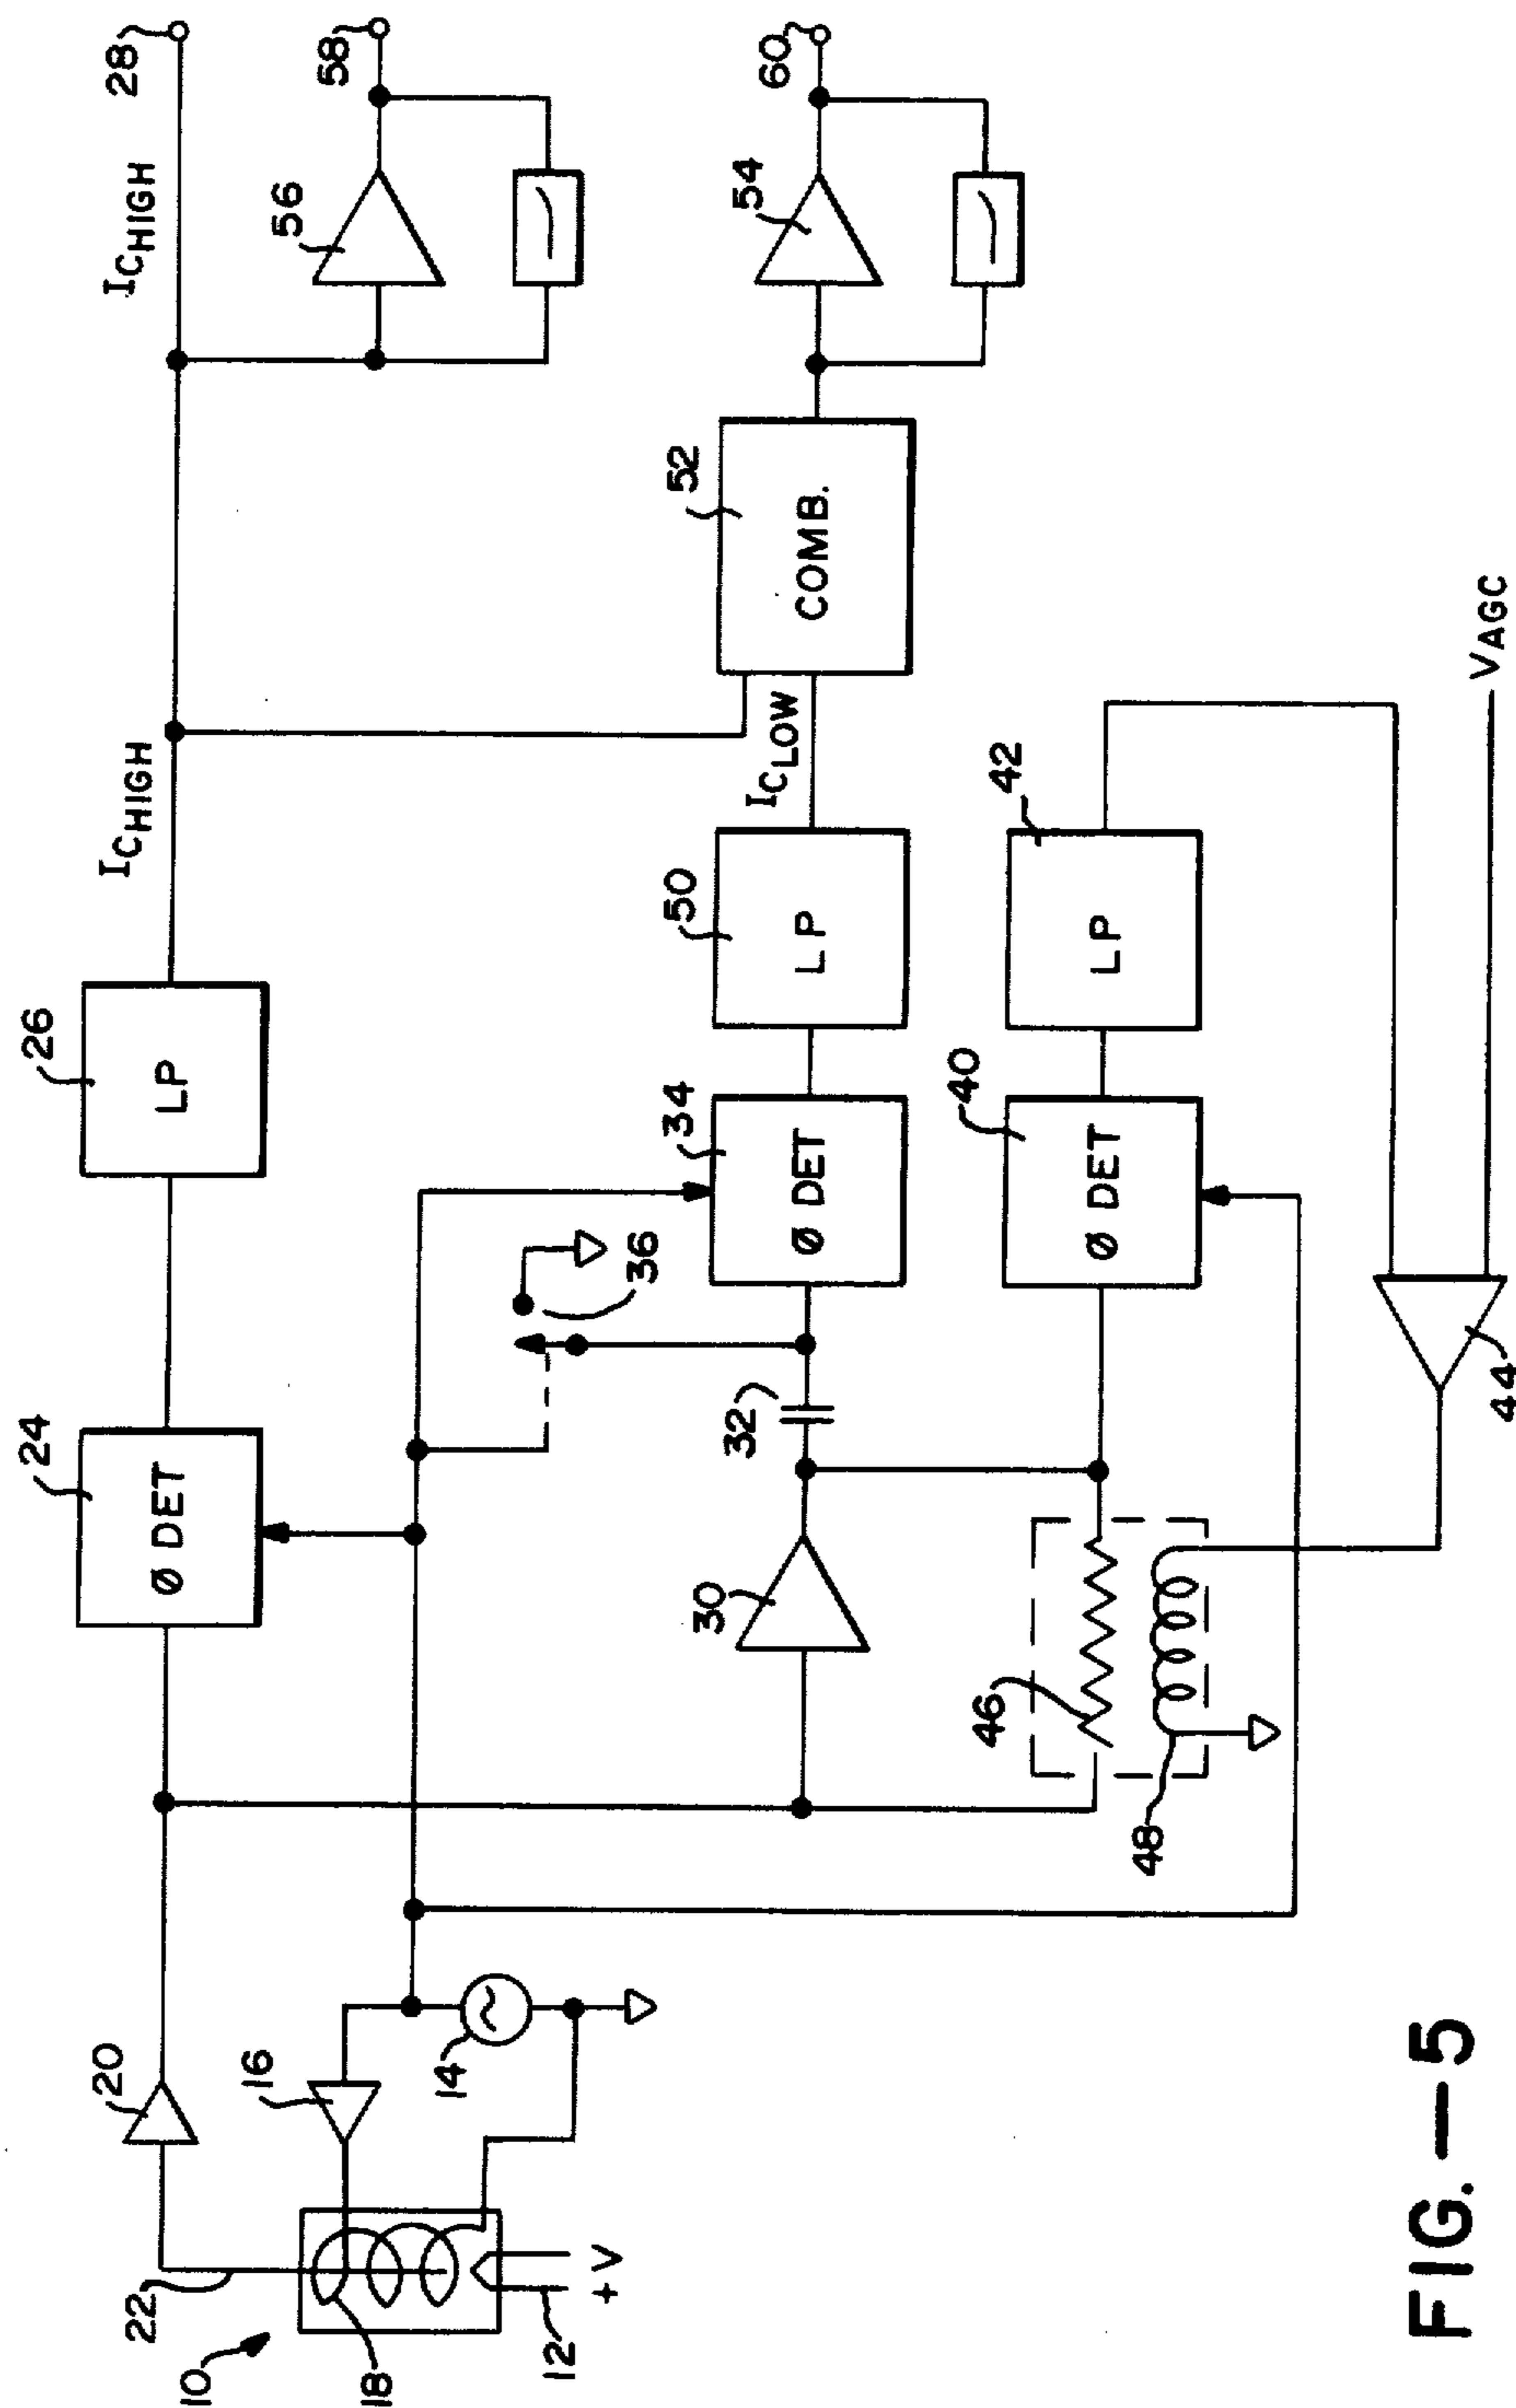 10
22
20
18
16
12
+V
14
24
Ø DET
26
LP
I_CHIGH
I_CHIGH
28
56
58
36
30
32
34
Ø DET
50
LP
I_CLOW
52
COMB.
54
60
46
48
40
Ø DET
42
LP
44
V_AGC
FIG.—5